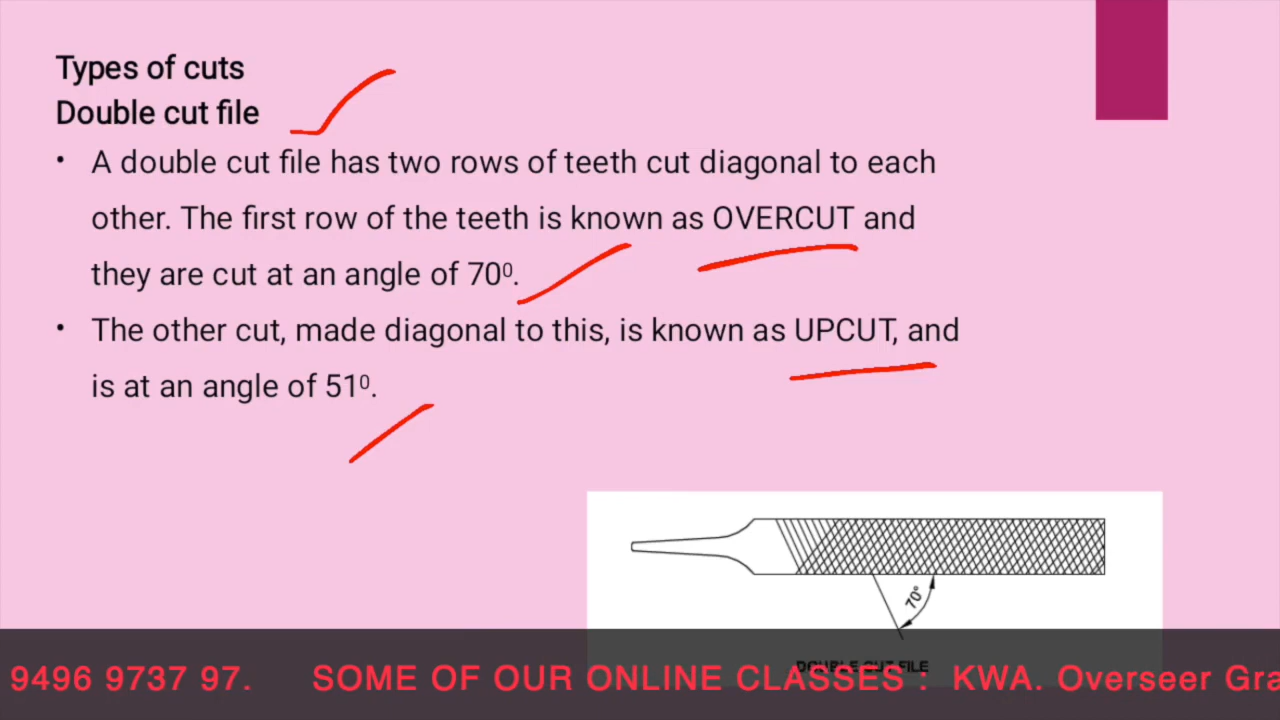 Types of cuts
Double cut file
• A double cut file has two rows of teeth cut diagonal to each
other. The first row of the teeth is known as OVERCUT and
they are cut at an angle of 70⁰.
• The other cut, made diagonal to this, is known as UPCUT, and
is at an angle of 51⁰.
70°
DOUBLE CUT FILE
9496 9737 97. SOME OF OUR ONLINE CLASSES : KWA. Overseer Gra